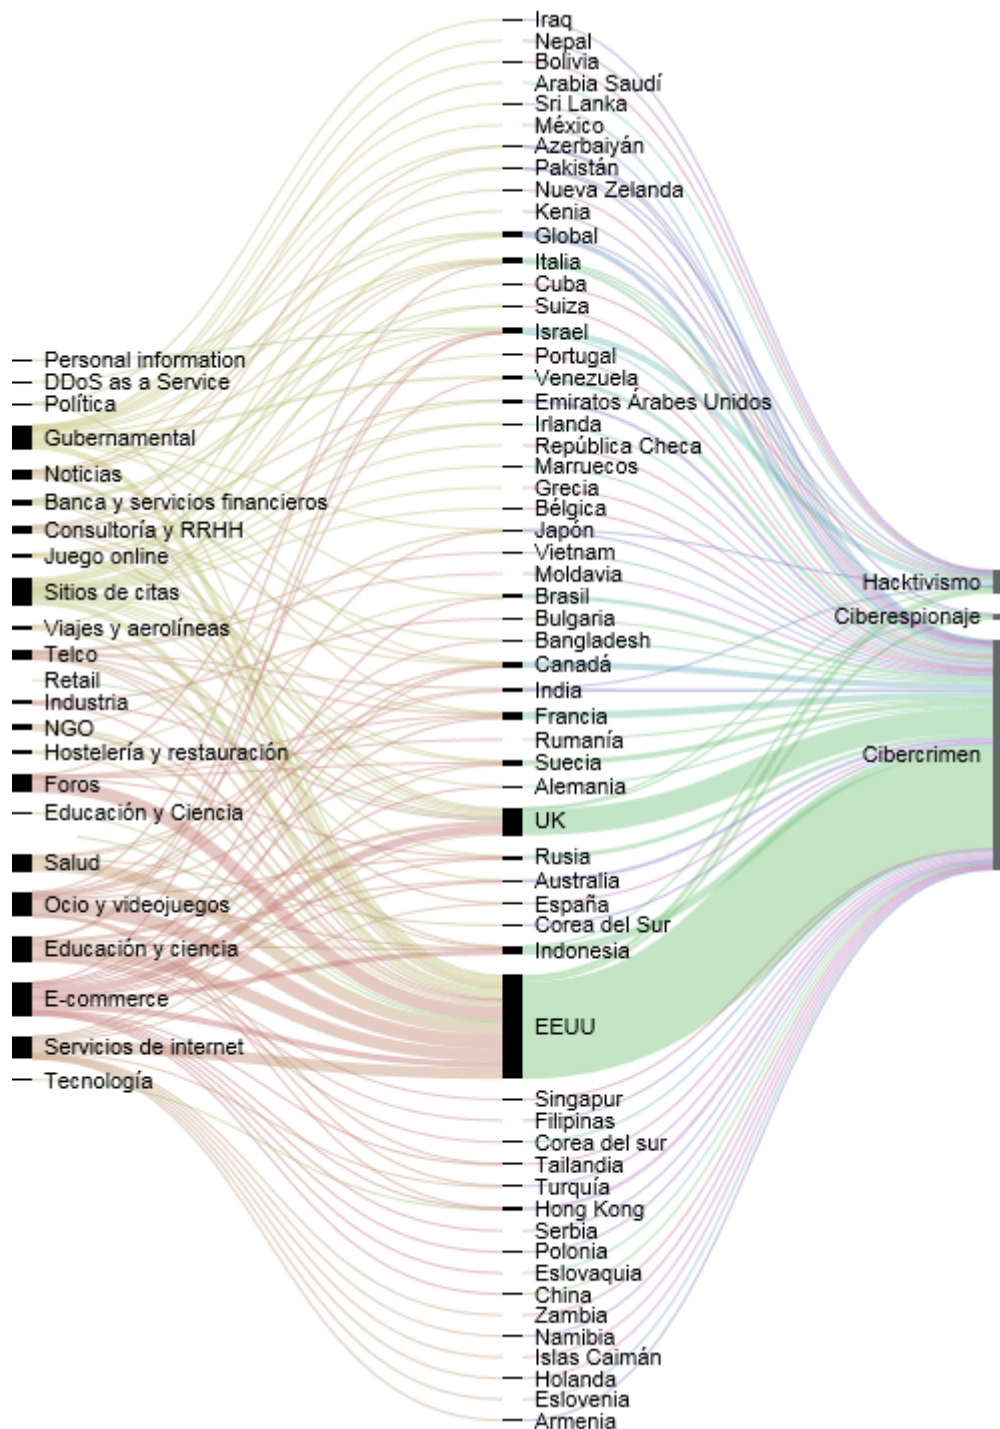 Personal information
DDoS as a Service
Política
Gubernamental
Noticias
Banca y servicios financieros
Consultoría y RRHH
Juego online
Sitios de citas
Viajes y aerolíneas
Telco
Retail
Industria
NGO
Hostelería y restauración
Foros
Educación y Ciencia
Salud
Ocio y videojuegos
Educación y ciencia
E-commerce
Servicios de internet
Tecnología
Iraq
Nepal
Bolivia
Arabia Saudí
Sri Lanka
México
Azerbaiyán
Pakistán
Nueva Zelanda
Kenia
Global
Italia
Cuba
Suiza
Israel
Portugal
Venezuela
Emiratos Árabes Unidos
Irlanda
República Checa
Marruecos
Grecia
Bélgica
Japón
Vietnam
Moldavia
Brasil
Bulgaria
Bangladesh
Canadá
India
Francia
Rumanía
Suecia
Alemania
UK
Rusia
Australia
España
Corea del Sur
Indonesia
EEUU
Singapur
Filipinas
Corea del sur
Tailandia
Turquía
Hong Kong
Serbia
Polonia
Eslovaquia
China
Zambia
Namibia
Islas Caimán
Holanda
Eslovenia
Armenia
Hacktivismo
Ciberespionaje
Cibercrimen